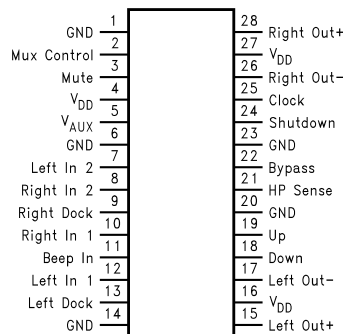 1 28
GND Right Out+
2 27
Mux Control VDD
3 26
Mute Right Out-
4 25
VDD Clock
5 24
VAUX Shutdown
6 23
GND GND
7 22
Left In 2 Bypass
8 21
Right In 2 HP Sense
9 20
Right Dock GND
10 19
Right In 1 Up
11 18
Beep In Down
12 17
Left In 1 Left Out-
13 16
Left Dock VDD
14 15
GND Left Out+